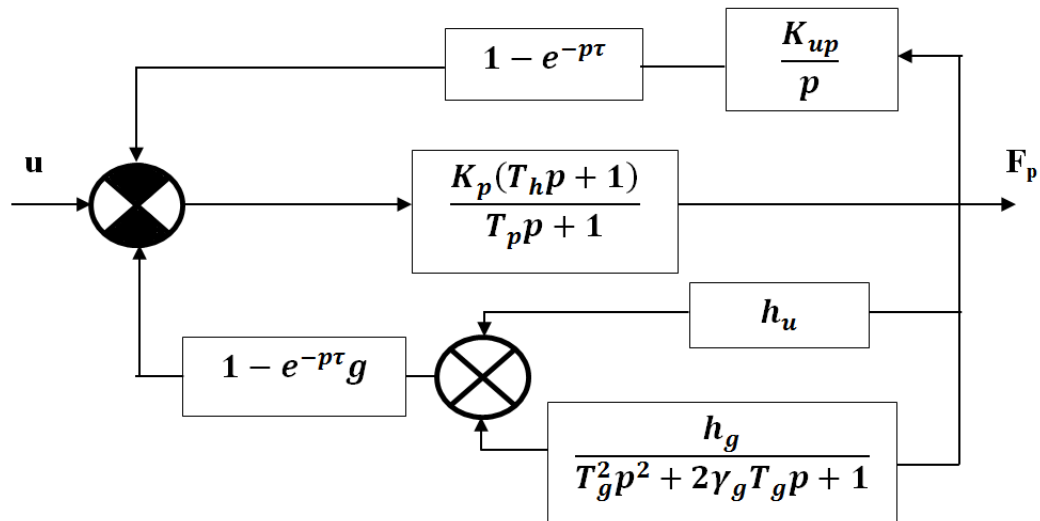 1 − e^{−pτ}
K_{up}
p
u
K_p(T_h p + 1)
T_p p + 1
F_p
h_u
1 − e^{−pτ} g
h_g
T_g^2 p^2 + 2γ_g T_g p + 1